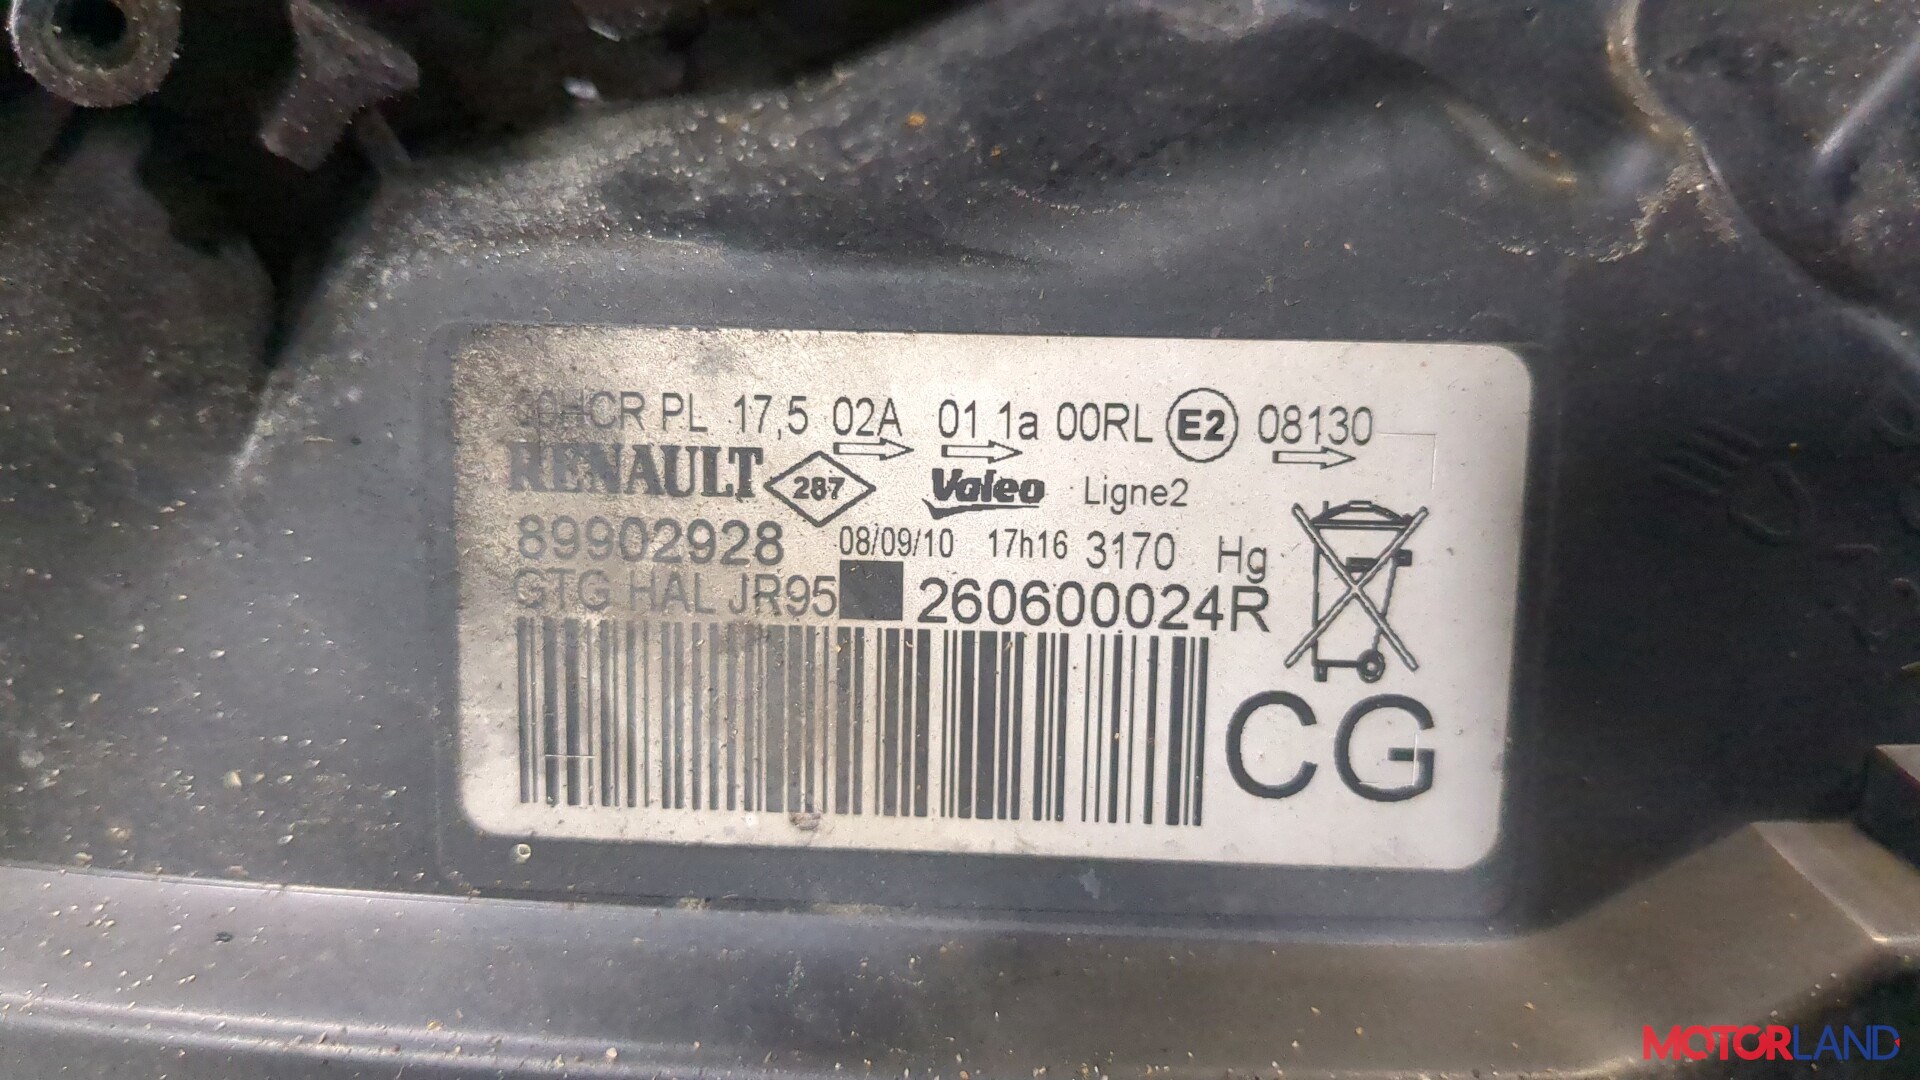 00HCR PL 17,5 02A 01 1a 00RL E2 08130
RENAULT 287 Valeo Ligne2
89902928 08/09/10 17h16 3170 Hg
GTG HAL JR95 260600024R
CG
MOTORLAND